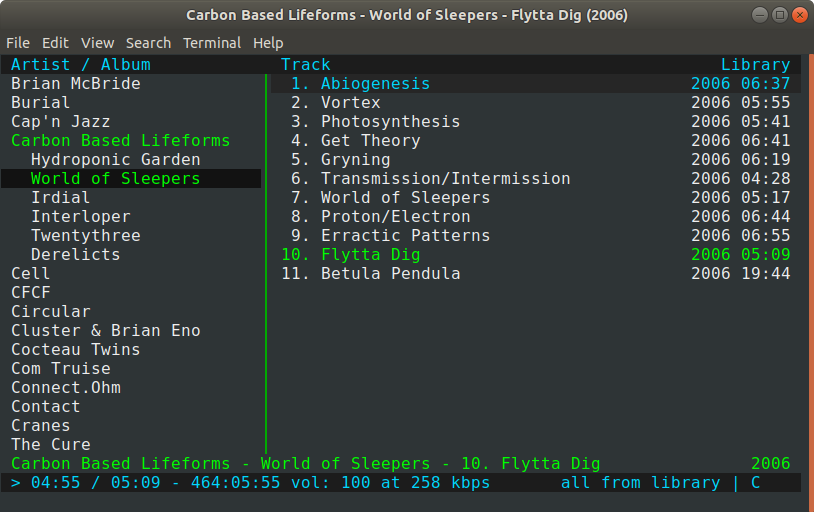 Carbon Based Lifeforms - World of Sleepers - Flytta Dig (2006)
File Edit View Search Terminal Help
Artist / Album Track Library
Brian McBride 1. Abiogenesis 2006 06:37
Burial 2. Vortex 2006 05:55
Cap'n Jazz 3. Photosynthesis 2006 05:41
Carbon Based Lifeforms 4. Get Theory 2006 06:41
Hydroponic Garden 5. Gryning 2006 06:19
World of Sleepers 6. Transmission/Intermission 2006 04:28
Irdial 7. World of Sleepers 2006 05:17
Interloper 8. Proton/Electron 2006 06:44
Twentythree 9. Erractic Patterns 2006 06:55
Derelicts 10. Flytta Dig 2006 05:09
Cell 11. Betula Pendula 2006 19:44
CFCF
Circular
Cluster & Brian Eno
Cocteau Twins
Com Truise
Connect.Ohm
Contact
Cranes
The Cure
Carbon Based Lifeforms - World of Sleepers - 10. Flytta Dig 2006
> 04:55 / 05:09 - 464:05:55 vol: 100 at 258 kbps all from library | C